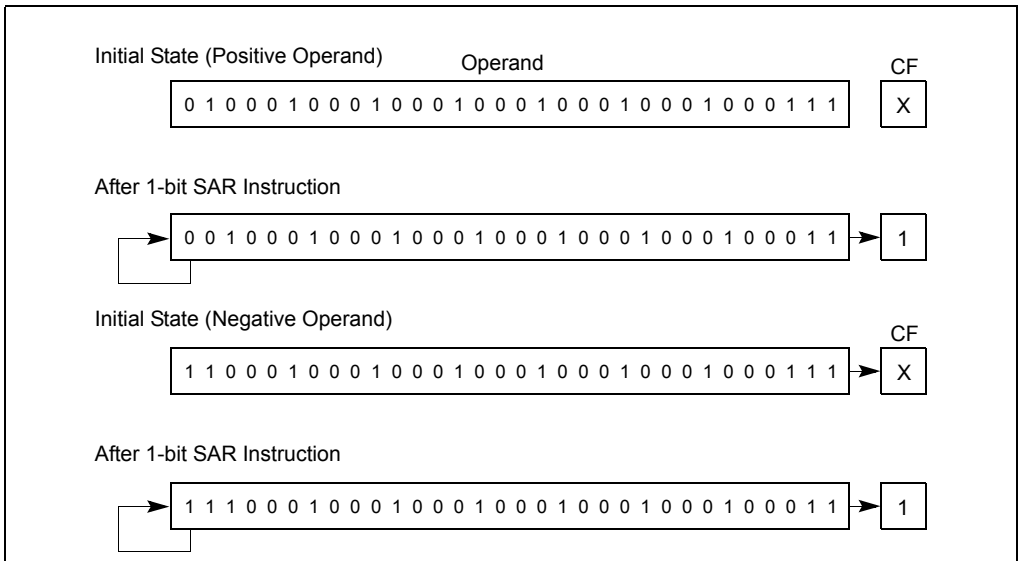 Initial State (Positive Operand) Operand CF
0 1 0 0 0 1 0 0 0 1 0 0 0 1 0 0 0 1 0 0 0 1 0 0 0 1 0 0 0 1 1 1 X
After 1-bit SAR Instruction
0 0 1 0 0 0 1 0 0 0 1 0 0 0 1 0 0 0 1 0 0 0 1 0 0 0 1 0 0 0 1 1 1
Initial State (Negative Operand) CF
1 1 0 0 0 1 0 0 0 1 0 0 0 1 0 0 0 1 0 0 0 1 0 0 0 1 0 0 0 1 1 1 X
After 1-bit SAR Instruction
1 1 1 0 0 0 1 0 0 0 1 0 0 0 1 0 0 0 1 0 0 0 1 0 0 0 1 0 0 0 1 1 1